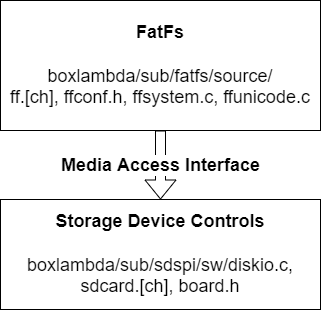 FatFs
boxlambda/sub/fatfs/source/
ff.[ch], ffconf.h, ffsystem.c, ffunicode.c
Media Access Interface
Storage Device Controls
boxlambda/sub/sdspi/sw/diskio.c,
sdcard.[ch], board.h